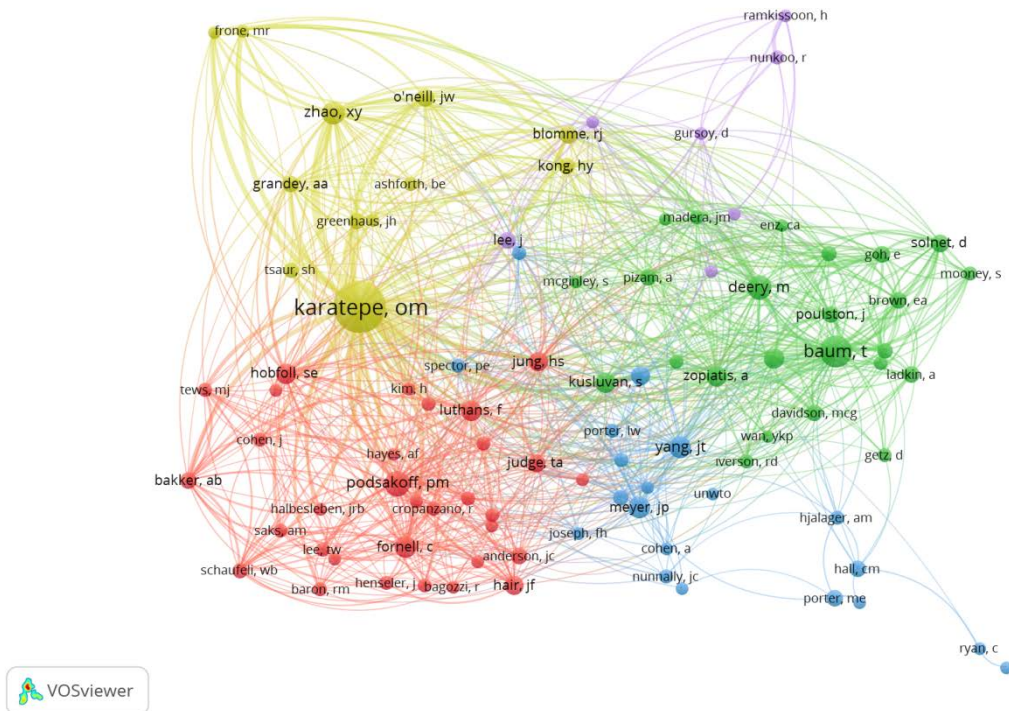 ramkissoon, h
frone, mr
nunkoo, r
o'neill, jw
zhao, xy
blomme, rj
gursoy, d
kong, hy
grandey, aa
ashforth, be
greenhaus, jh
madera, jm
enz, ca
lee, j
solnet, d
goh, e
tsaur, sh
mcginley, s
pizam, a
mooney, s
deery, m
brown, ea
karatepe, om
poulston, j
baum, t
jung, hs
spector, pe
hobfoll, se
kusluvan, s
zopiatis, a
ladkin, a
tews, mj
kim, h
luthans, f
davidson, mcg
cohen, j
porter, lw
wan, ykp
yang, jt
hayes, af
judge, ta
iverson, rd
getz, d
bakker, ab
podsakoff, pm
unwto
halbesleben, jrb
cropanzano, r
meyer, jp
hjalager, am
saks, am
joseph, fh
lee, tw
fornell, c
anderson, jc
cohen, a
schaufeli, wb
nunnally, jc
hall, cm
baron, rm
henseler, j
bagozzi, r
hair, jf
porter, me
ryan, c
VOSviewer